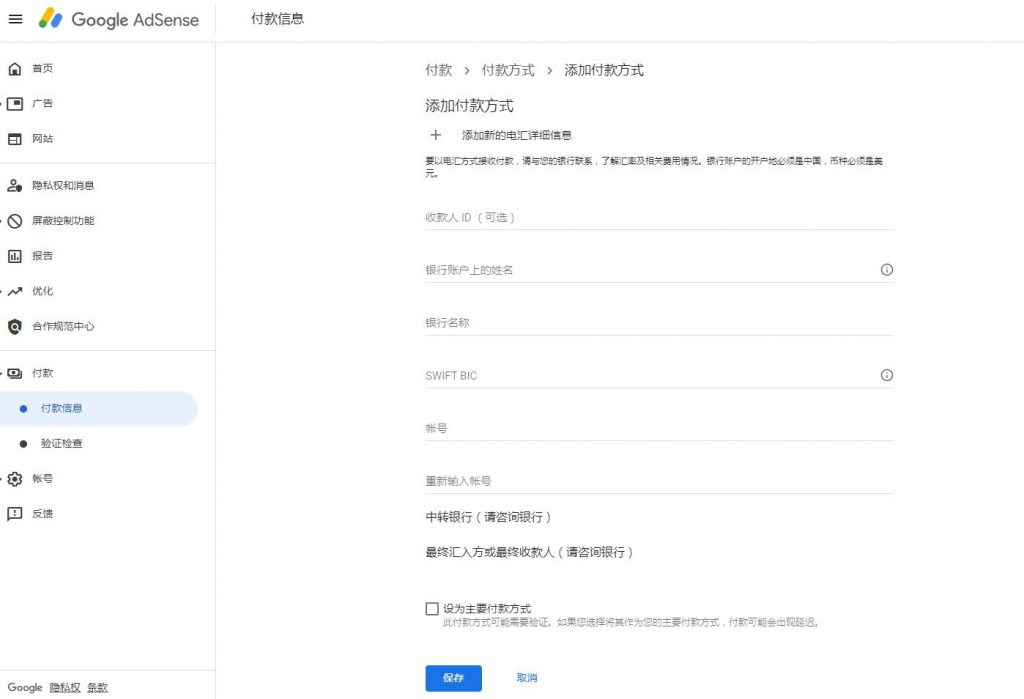 Google AdSense
付款信息
首页
广告
网站
隐私权和消息
屏蔽控制功能
报告
优化
合作规范中心
付款
付款信息
验证检查
帐号
反馈
Google 隐私权 条款
付款 > 付款方式 > 添加付款方式
添加付款方式
+ 添加新的电汇详细信息
要以电汇方式接收付款，请与您的银行联系，了解汇率及相关费用情况。银行账户的开户地必须是中国，币种必须是美
元。
收款人 ID（可选）
银行账户上的姓名
银行名称
SWIFT BIC
帐号
重新输入帐号
中转银行（请咨询银行）
最终汇入方或最终收款人（请咨询银行）
设为主要付款方式
此付款方式可能需要验证。如果您选择将其作为您的主要付款方式，付款可能会出现延迟。
保存 取消